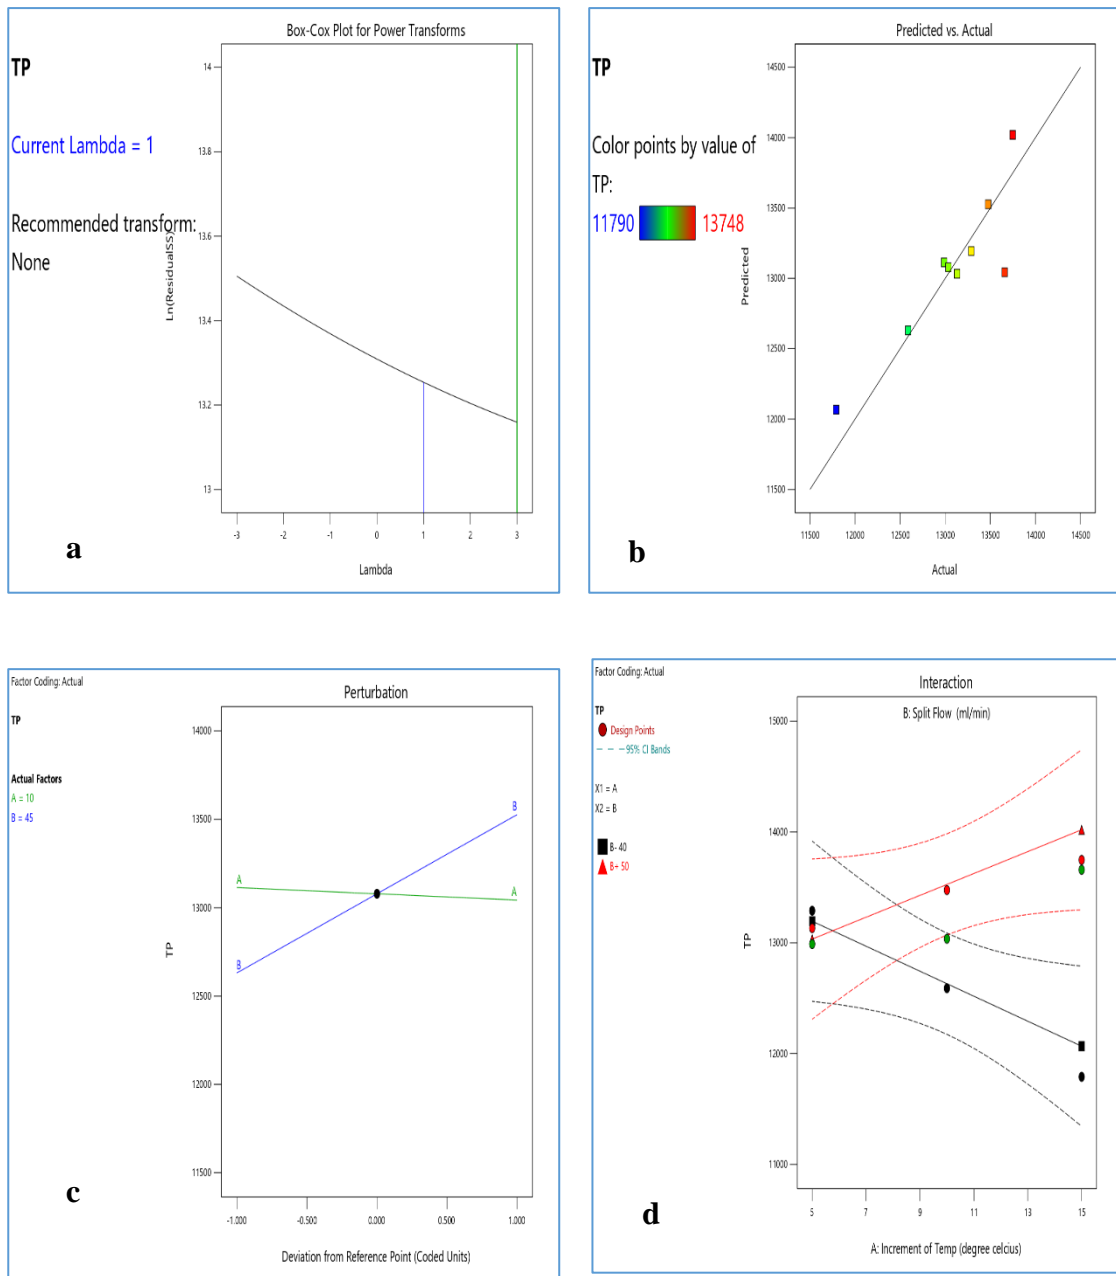 Box-Cox Plot for Power Transforms
TP
Current Lambda = 1
Recommended transform:
None
Ln(ResidualSS)
14
13.8
13.6
13.4
13.2
13
-3
-2
-1
0
1
2
3
Lambda
a
Predicted vs. Actual
TP
Color points by value of
TP:
11790 13748
Predicted
14500
14000
13500
13000
12500
12000
11500
11500
12000
12500
13000
13500
14000
14500
Actual
b
Factor Coding: Actual
Perturbation
TP
Actual Factors
A = 10
B = 45
TP
14000
13500
13000
12500
12000
11500
A
B
B
A
-1.000
-0.500
0.000
0.500
1.000
Deviation from Reference Point (Coded Units)
c
Factor Coding: Actual
Interaction
TP
Design Points
95% CI Bands
X1 = A
X2 = B
B- 40
B+ 50
B: Split Flow (ml/min)
TP
15000
14000
13000
12000
11000
5
7
9
11
13
15
A: Increment of Temp (degree celcius)
d